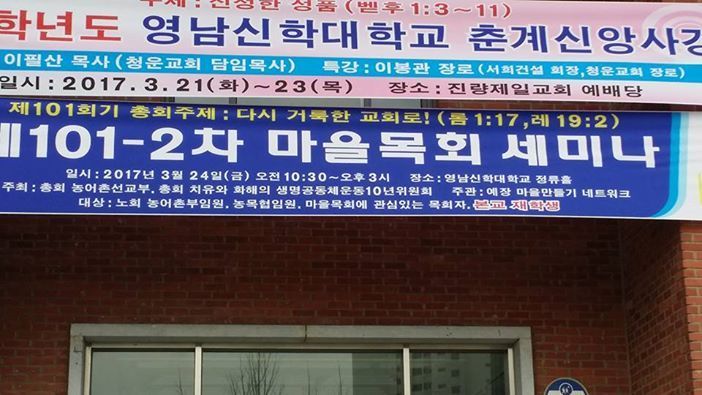 주제 : 진정한 성품 (벧후 1:3~11)
학년도 영남신학대학교 춘계신앙사경
이필산 목사 (청운교회 담임목사) 특강 : 이봉관 장로 (서희건설 회장,청운교회 장로)
일시 : 2017. 3. 21(화)~23(목) 장소 : 진량제일교회 예배당
제101회기 총회주제 : 다시 거룩한 교회로! (롬 1:17, 레 19:2)
제101-2차 마을목회 세미나
일시 : 2017년 3월 24일(금) 오전10:30~오후3시 장소 : 영남신학대학교 정류홀
주최 : 총회 농어촌선교부, 총회 치유와 화해의 생명공동체운동10년위원회 주관 : 예장 마을만들기 네트워크
대상 : 노회 농어촌부임원, 농목협임원, 마을목회에 관심있는 목회자, 본교 재학생